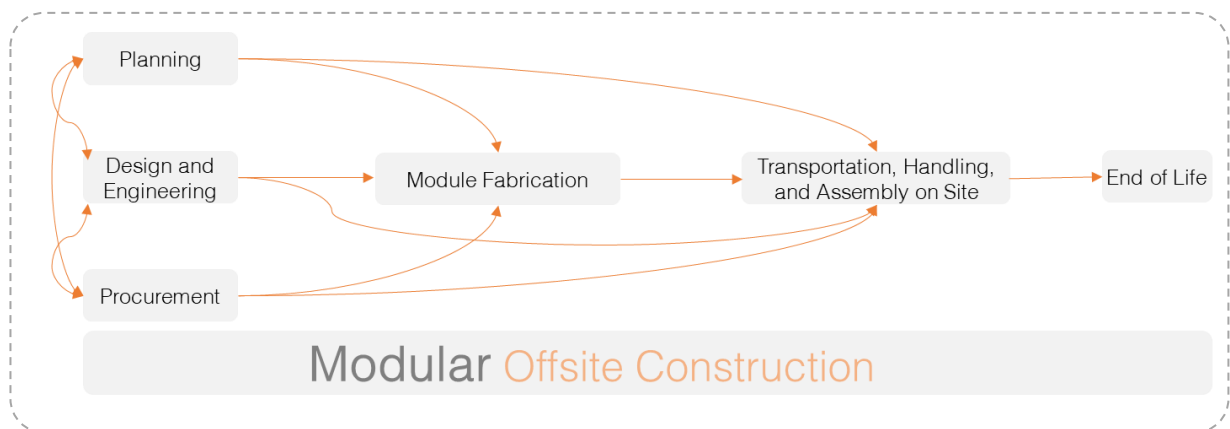 Planning
Design and
Engineering
Module Fabrication
Transportation, Handling,
and Assembly on Site
End of Life
Procurement
Modular Offsite Construction